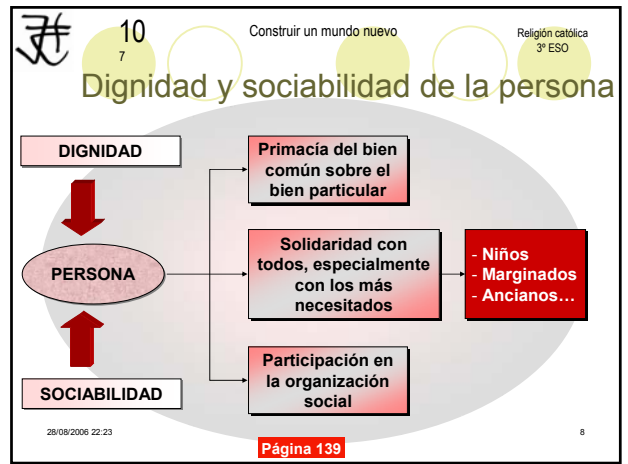 10
7
Construir un mundo nuevo
Religión católica
3º ESO
Dignidad y sociabilidad de la persona
DIGNIDAD
PERSONA
SOCIABILIDAD
Primacía del bien
común sobre el
bien particular
Solidaridad con
todos, especialmente
con los más
necesitados
- Niños
- Marginados
- Ancianos…
Participación en
la organización
social
28/08/2006 22:23
Página 139
8